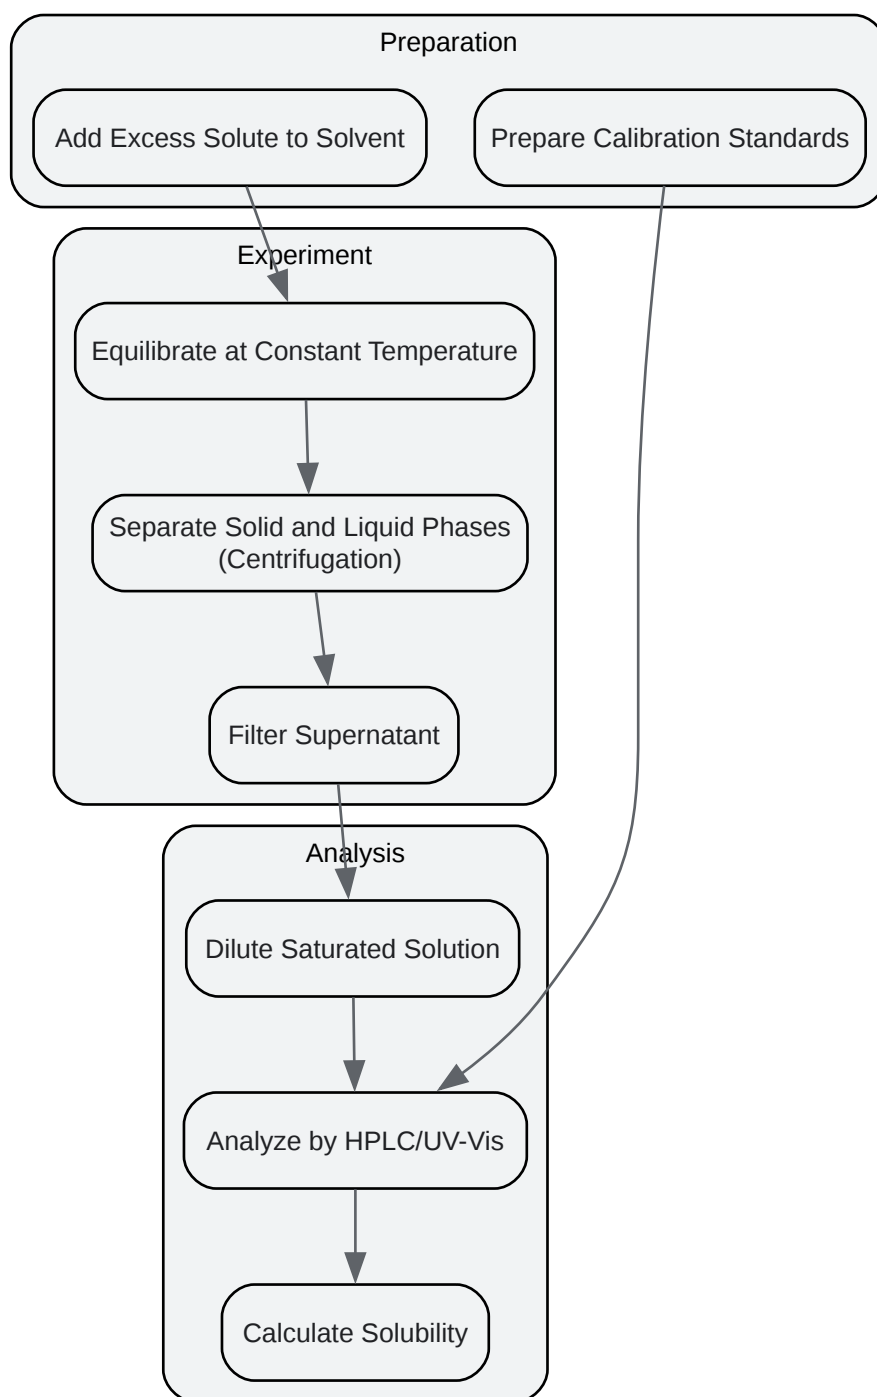 Preparation
Add Excess Solute to Solvent
Prepare Calibration Standards
Experiment
Equilibrate at Constant Temperature
Separate Solid and Liquid Phases
(Centrifugation)
Filter Supernatant
Analysis
Dilute Saturated Solution
Analyze by HPLC/UV-Vis
Calculate Solubility